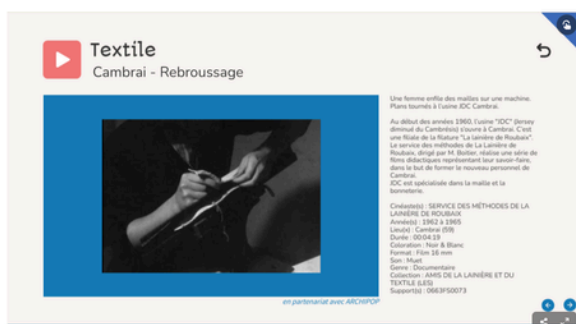 Textile
Cambrai - Rebroussage
Une femme enfile des mailles sur une machine.
Plans tournés à l'usine JDC Cambrai.
Au début des années 1960, l'usine "JDC" (Jersey
diminué du Cambrésis) s'ouvre à Cambrai. C'est
une filiale de la filature "La lainière de Roubaix".
Le service des méthodes de La Lainière de
Roubaix, dirigé par M. Boitier, réalise une série de
films didactiques représentant leur savoir-faire,
dans le but de former le nouveau personnel de
Cambrai.
JDC est spécialisée dans la maille et la
bonneterie.
Cinéaste(s) : SERVICE DES MÉTHODES DE LA
LAINIÈRE DE ROUBAIX
Année(s) : 1962 à 1965
Lieu(x) : Cambrai (59)
Durée : 00:04:19
Coloration : Noir & Blanc
Format : Film 16 mm
Son : Muet
Genre : Documentaire
Collection : AMIS DE LA LAINIÈRE ET DU
TEXTILE (LES)
Support(s) : 0663FS0073
en partenariat avec ARCHIPOP